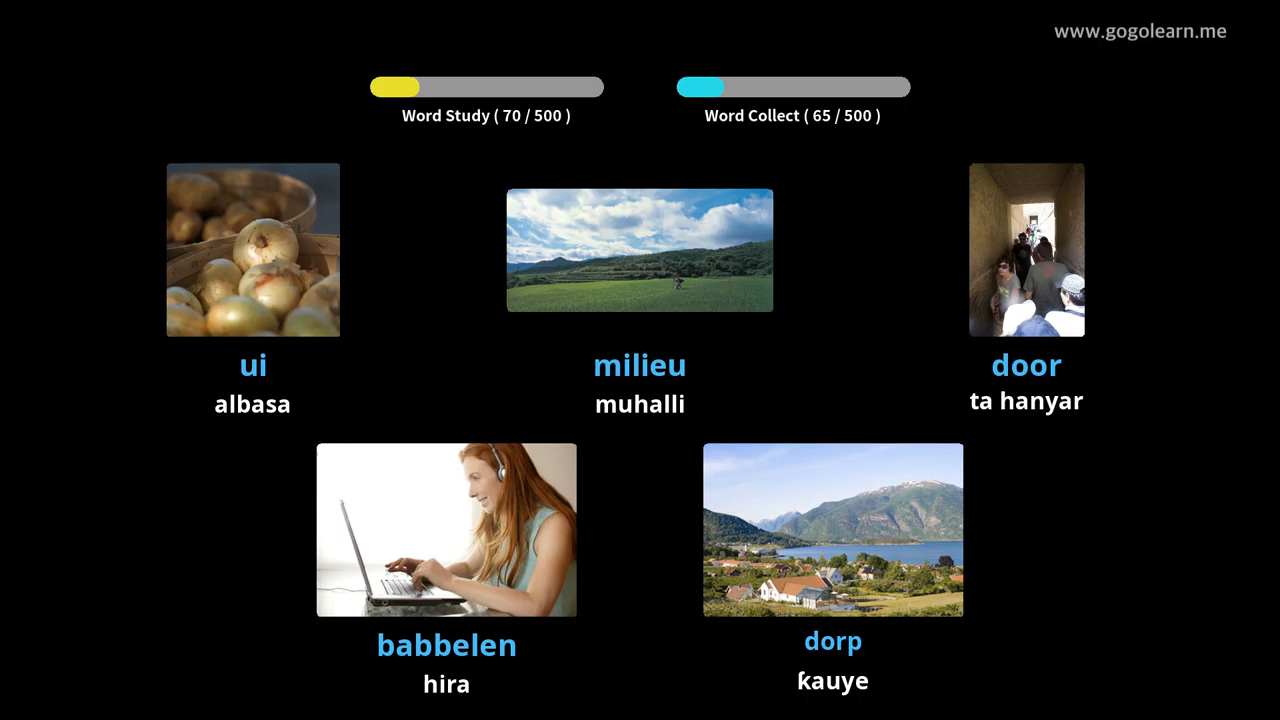 www.gogolearn.me
Word Study ( 70 / 500 )
Word Collect ( 65 / 500 )
ui
albasa
milieu
muhalli
door
ta hanyar
babbelen
hira
dorp
ƙauye